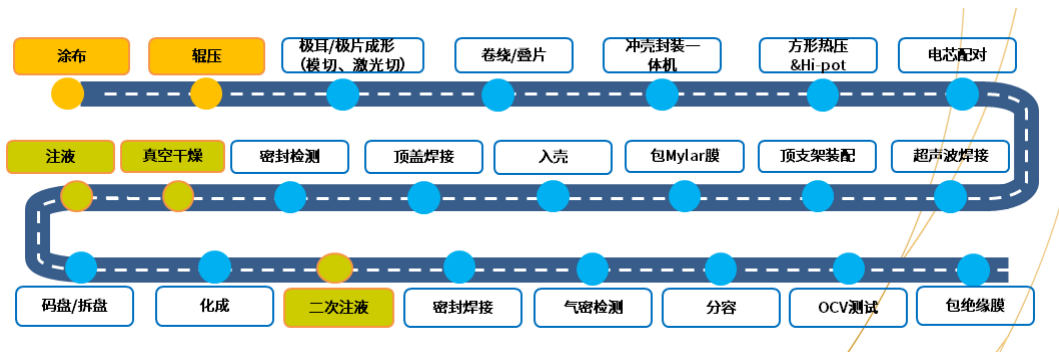 涂布
辊压
极耳/极片成形
(模切、激光切)
卷绕/叠片
冲壳封装一
体机
方形热压
&Hi-pot
电芯配对
注液
真空干燥
密封检测
顶盖焊接
入壳
包Mylar膜
顶支架装配
超声波焊接
码盘/拆盘
化成
二次注液
密封焊接
气密检测
分容
OCV测试
包绝缘膜